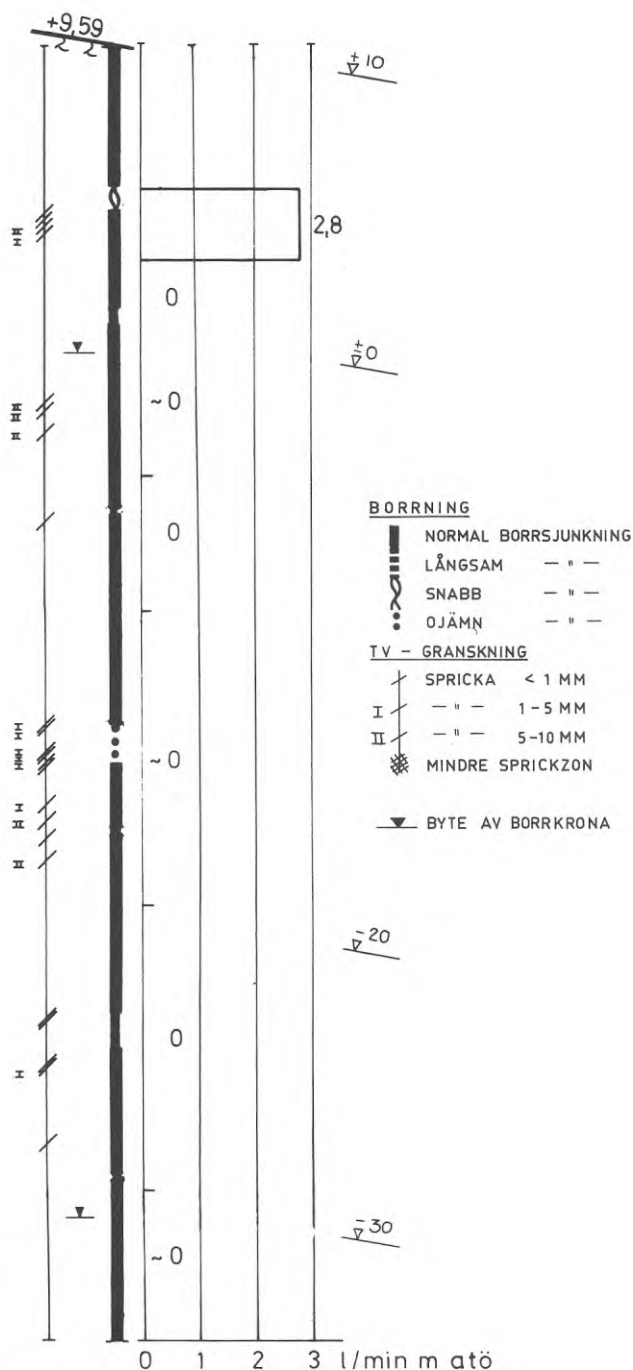 +9,59
+10
2,8
0
±0
~0
0
~0
-20
0
-30
~0
0 1 2 3 l/min m atö
BORRNING
NORMAL BORRSJUNKNING
LÅNGSAM — " —
SNABB — " —
OJÄMN — " —
TV - GRANSKNING
SPRICKA < 1 MM
I — " — 1-5 MM
II — " — 5-10 MM
MINDRE SPRICKZON
BYTE AV BORRKRONA